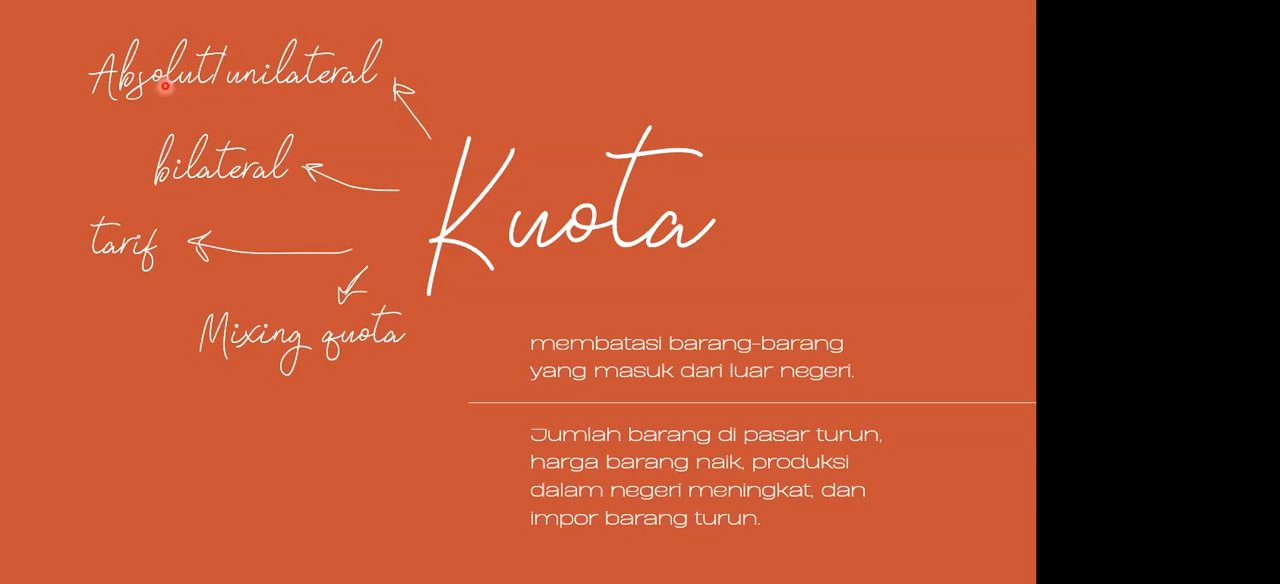 Absolut/unilateral
bilateral
tarif
Mixing quota
Kuota
membatasi barang-barang
yang masuk dari luar negeri.
Jumlah barang di pasar turun,
harga barang naik, produksi
dalam negeri meningkat, dan
impor barang turun.